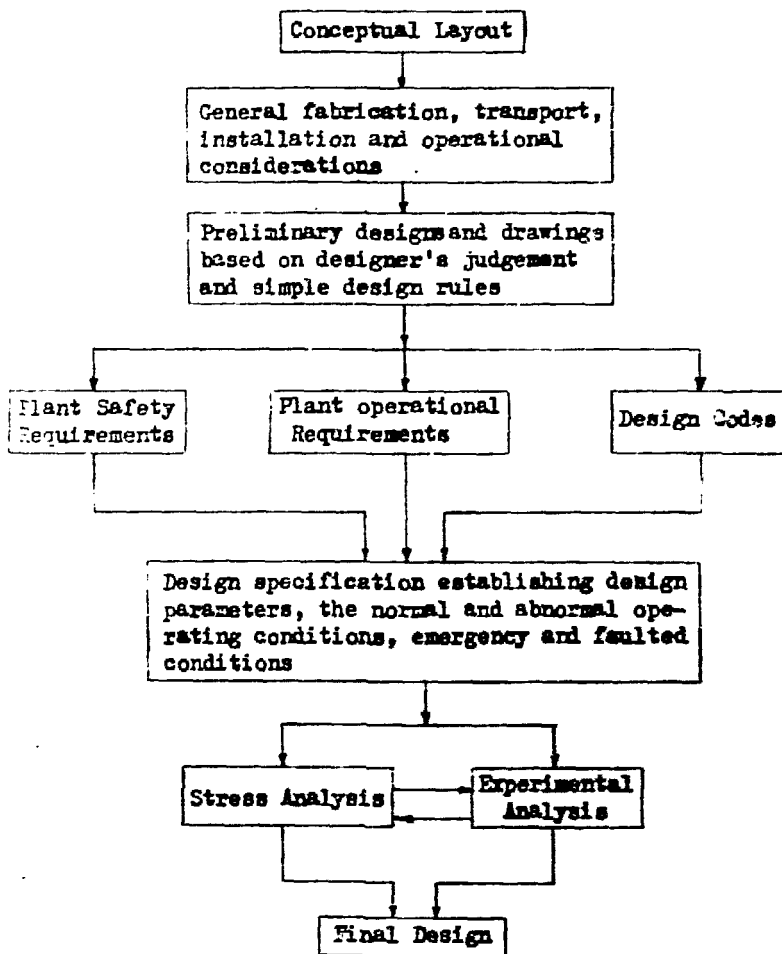 Conceptual Layout
General fabrication, transport,
installation and operational
considerations
Preliminary designs and drawings
based on designer's judgement
and simple design rules
Plant Safety
Requirements
Plant operational
Requirements
Design Codes
Design specification establishing design
parameters, the normal and abnormal ope-
rating conditions, emergency and faulted
conditions
Stress Analysis
Experimental
Analysis
Final Design